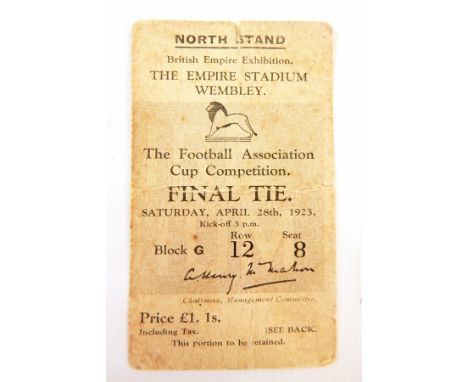 NORTH STAND
British Empire Exhibition.
THE EMPIRE STADIUM
WEMBLEY.
The Football Association
Cup Competition.
FINAL TIE.
SATURDAY, APRIL 28th, 1923.
Kick-off 3 p.m.
Row Seat
Block G 12 8
A Henry McMahon
Chairman, Management Committee.
Price £1. 1s.
Including Tax. [SEE BACK.
This portion to be retained.